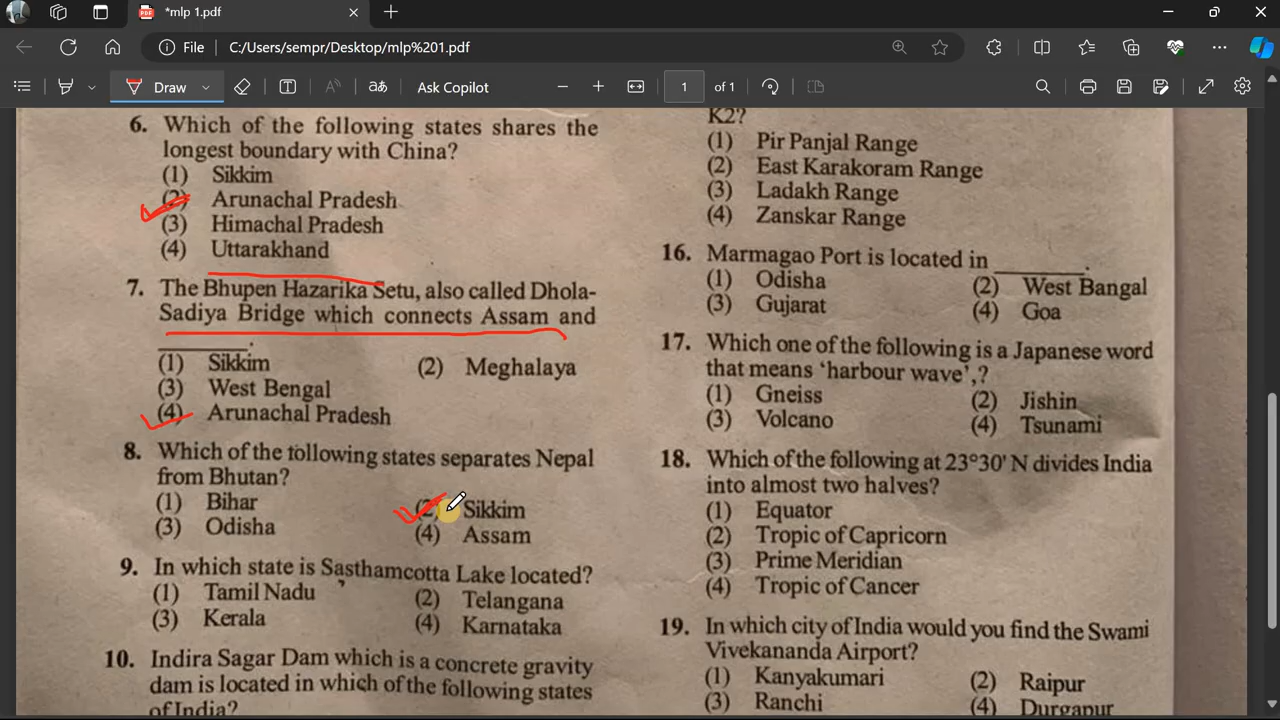 *mlp 1.pdf
File C:/Users/sempr/Desktop/mlp%201.pdf
Draw
aあ
Ask Copilot
1 of 1
6. Which of the following states shares the
longest boundary with China?
(1) Sikkim
(2) Arunachal Pradesh
(3) Himachal Pradesh
(4) Uttarakhand
7. The Bhupen Hazarika Setu, also called Dhola-
Sadiya Bridge which connects Assam and
________.
(1) Sikkim (2) Meghalaya
(3) West Bengal
(4) Arunachal Pradesh
8. Which of the following states separates Nepal
from Bhutan?
(1) Bihar (2) Sikkim
(3) Odisha (4) Assam
9. In which state is Sasthamcotta Lake located?
(1) Tamil Nadu (2) Telangana
(3) Kerala (4) Karnataka
10. Indira Sagar Dam which is a concrete gravity
dam is located in which of the following states
of India?
K2?
(1) Pir Panjal Range
(2) East Karakoram Range
(3) Ladakh Range
(4) Zanskar Range
16. Marmagao Port is located in ________.
(1) Odisha (2) West Bangal
(3) Gujarat (4) Goa
17. Which one of the following is a Japanese word
that means ‘harbour wave’,?
(1) Gneiss (2) Jishin
(3) Volcano (4) Tsunami
18. Which of the following at 23°30' N divides India
into almost two halves?
(1) Equator
(2) Tropic of Capricorn
(3) Prime Meridian
(4) Tropic of Cancer
19. In which city of India would you find the Swami
Vivekananda Airport?
(1) Kanyakumari (2) Raipur
(3) Ranchi (4) Durgapur